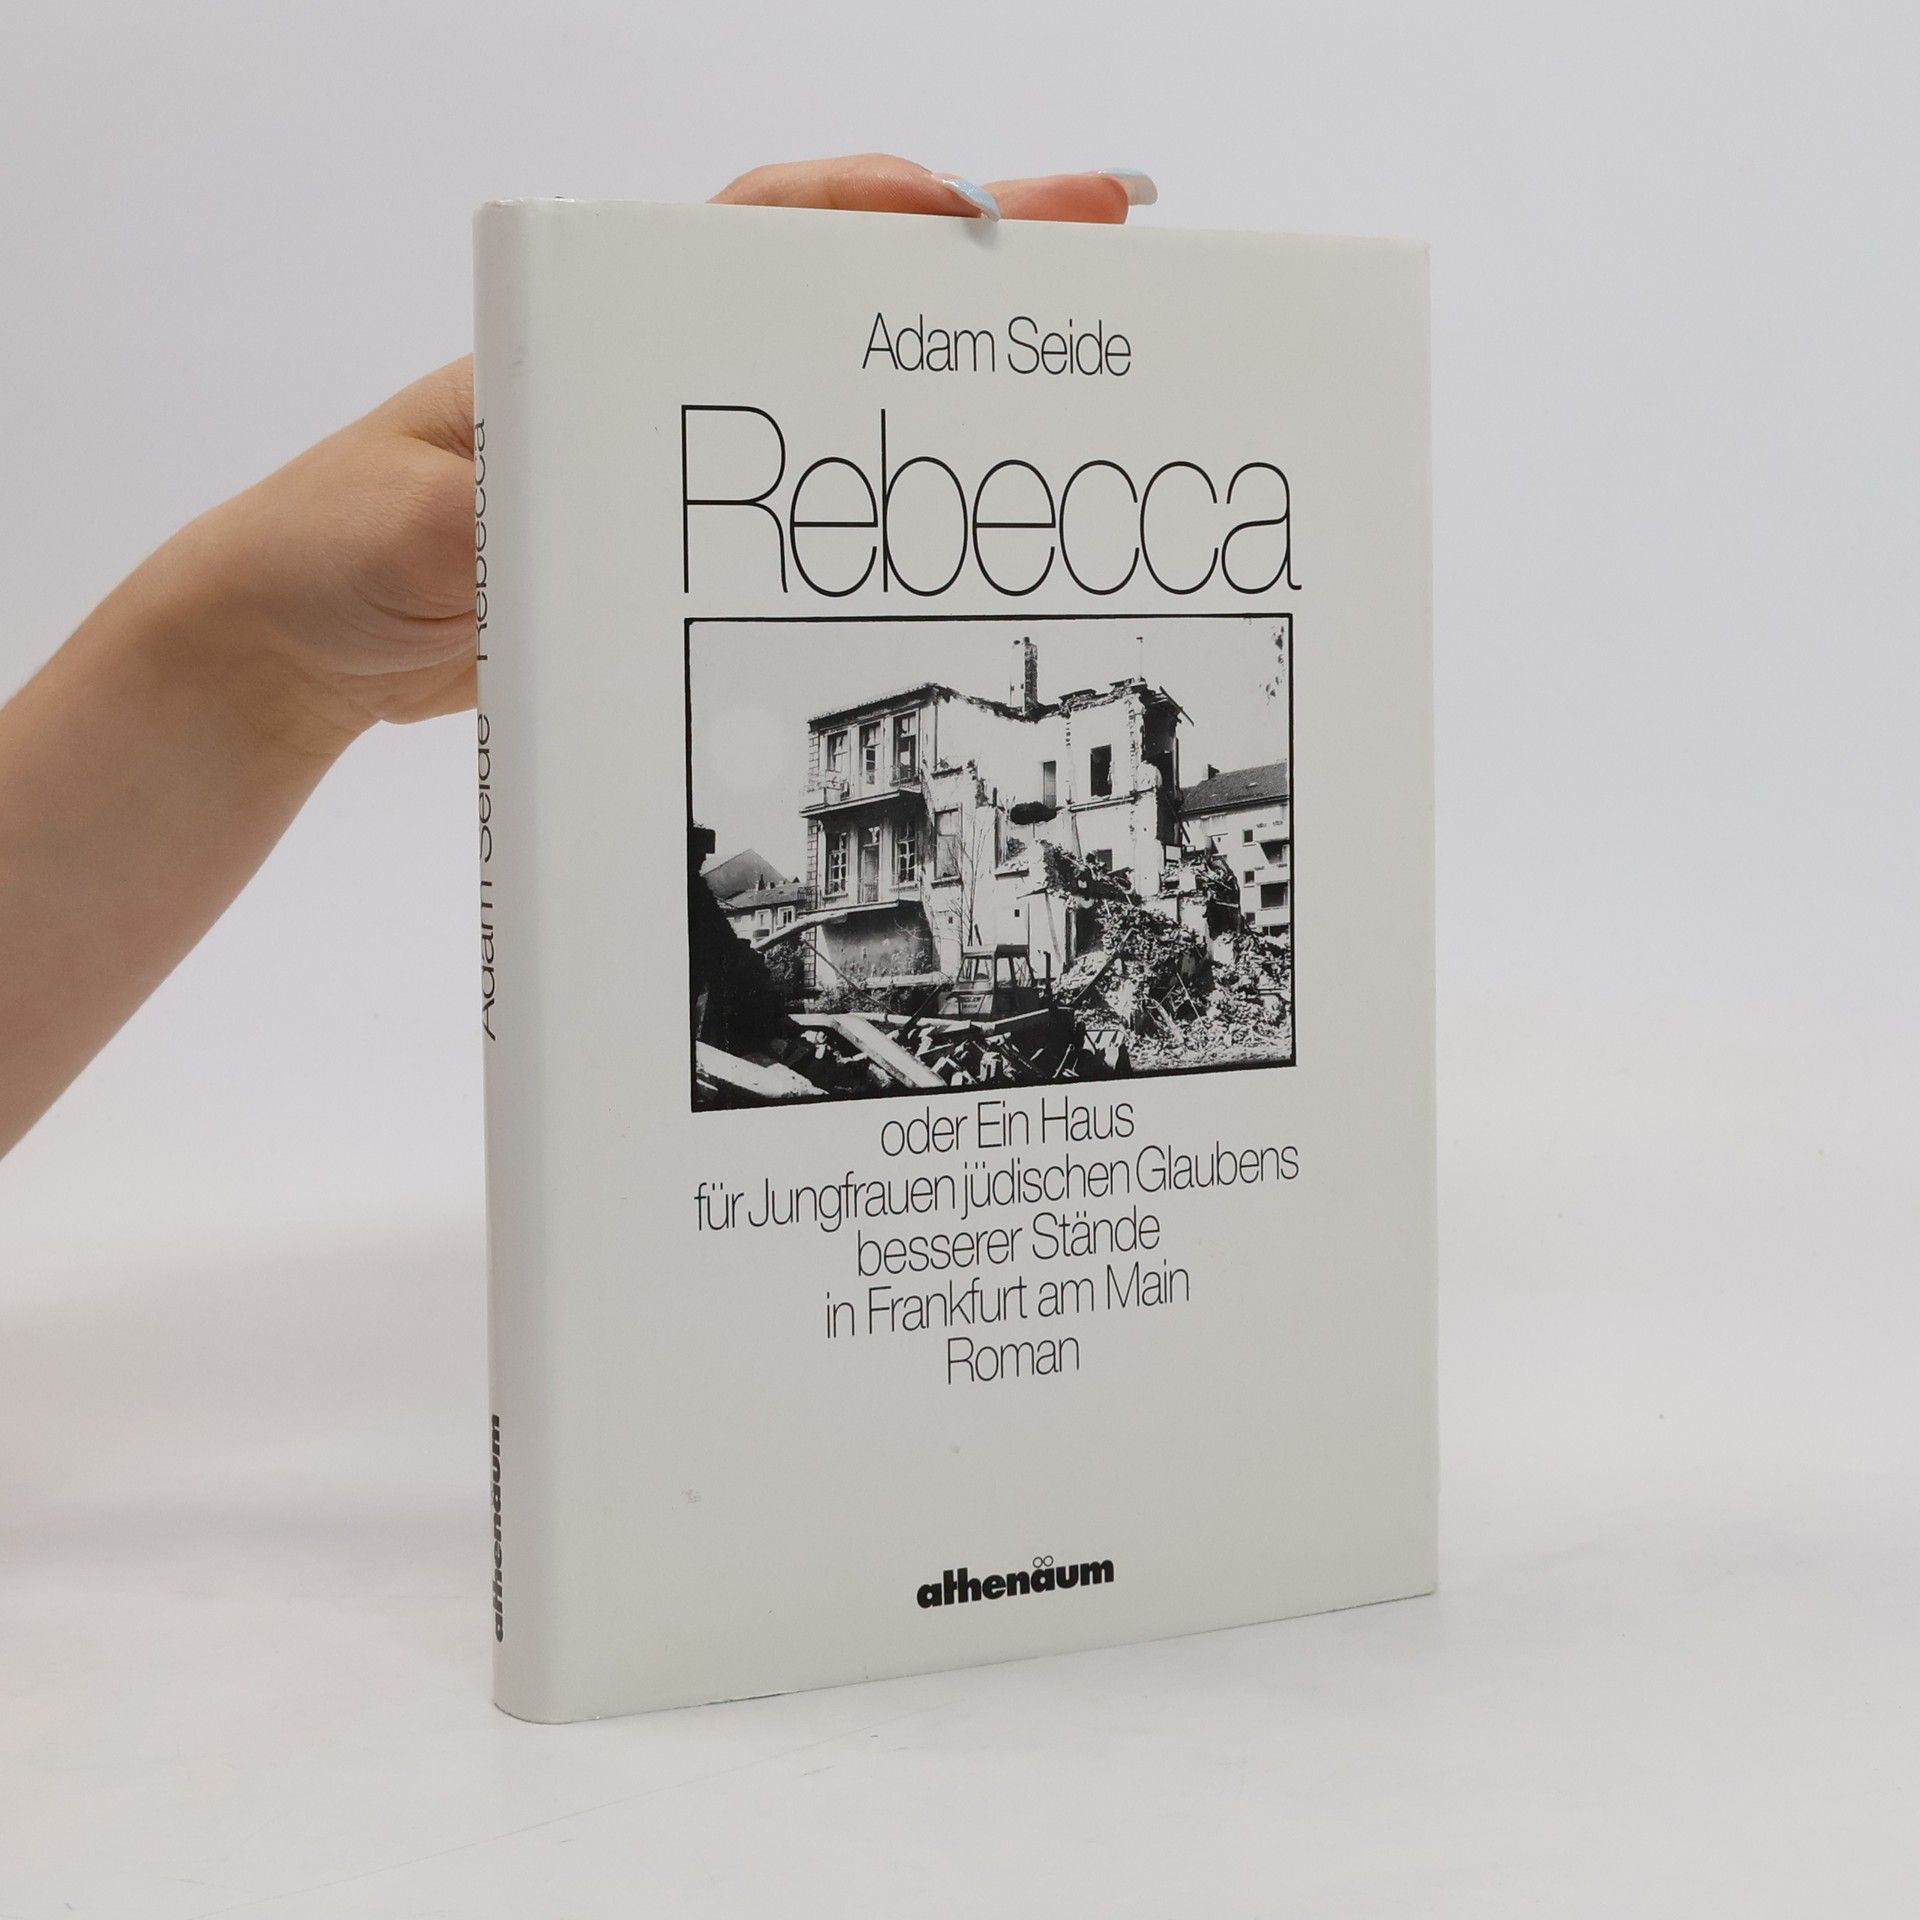 Adam Seide
Rebecca
oder Ein Haus
für Jungfrauen jüdischen Glaubens
besserer Stände
in Frankfurt am Main
Roman
athenäum
Adam Seide Rebecca
athenäum